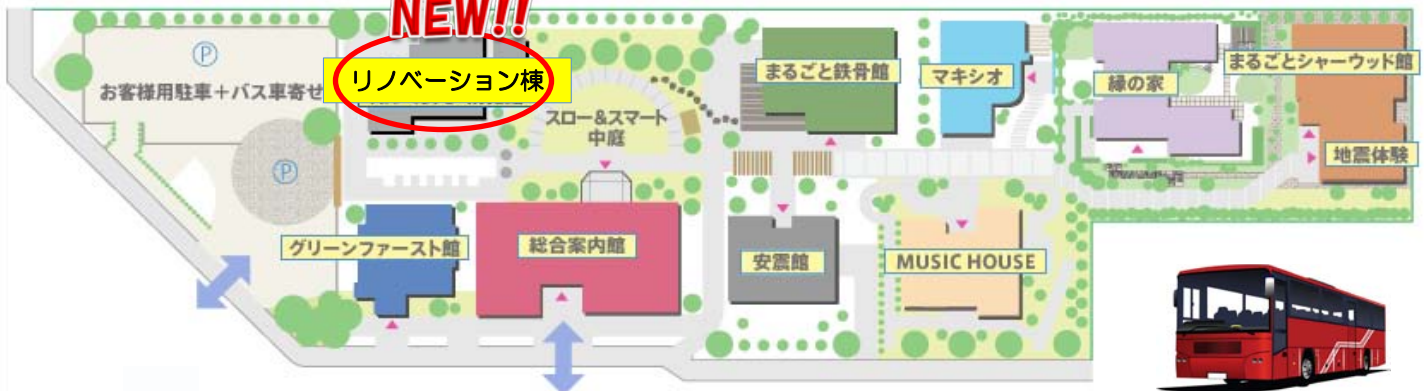 NEW!!
リノベーション棟
お客様用駐車+バス車寄せ
スロー&スマート
中庭
まるごと鉄骨館
マキシオ
縁の家
まるごとシャーウッド館
地震体験
グリーンファースト館
総合案内館
安震館
MUSIC HOUSE
P
P